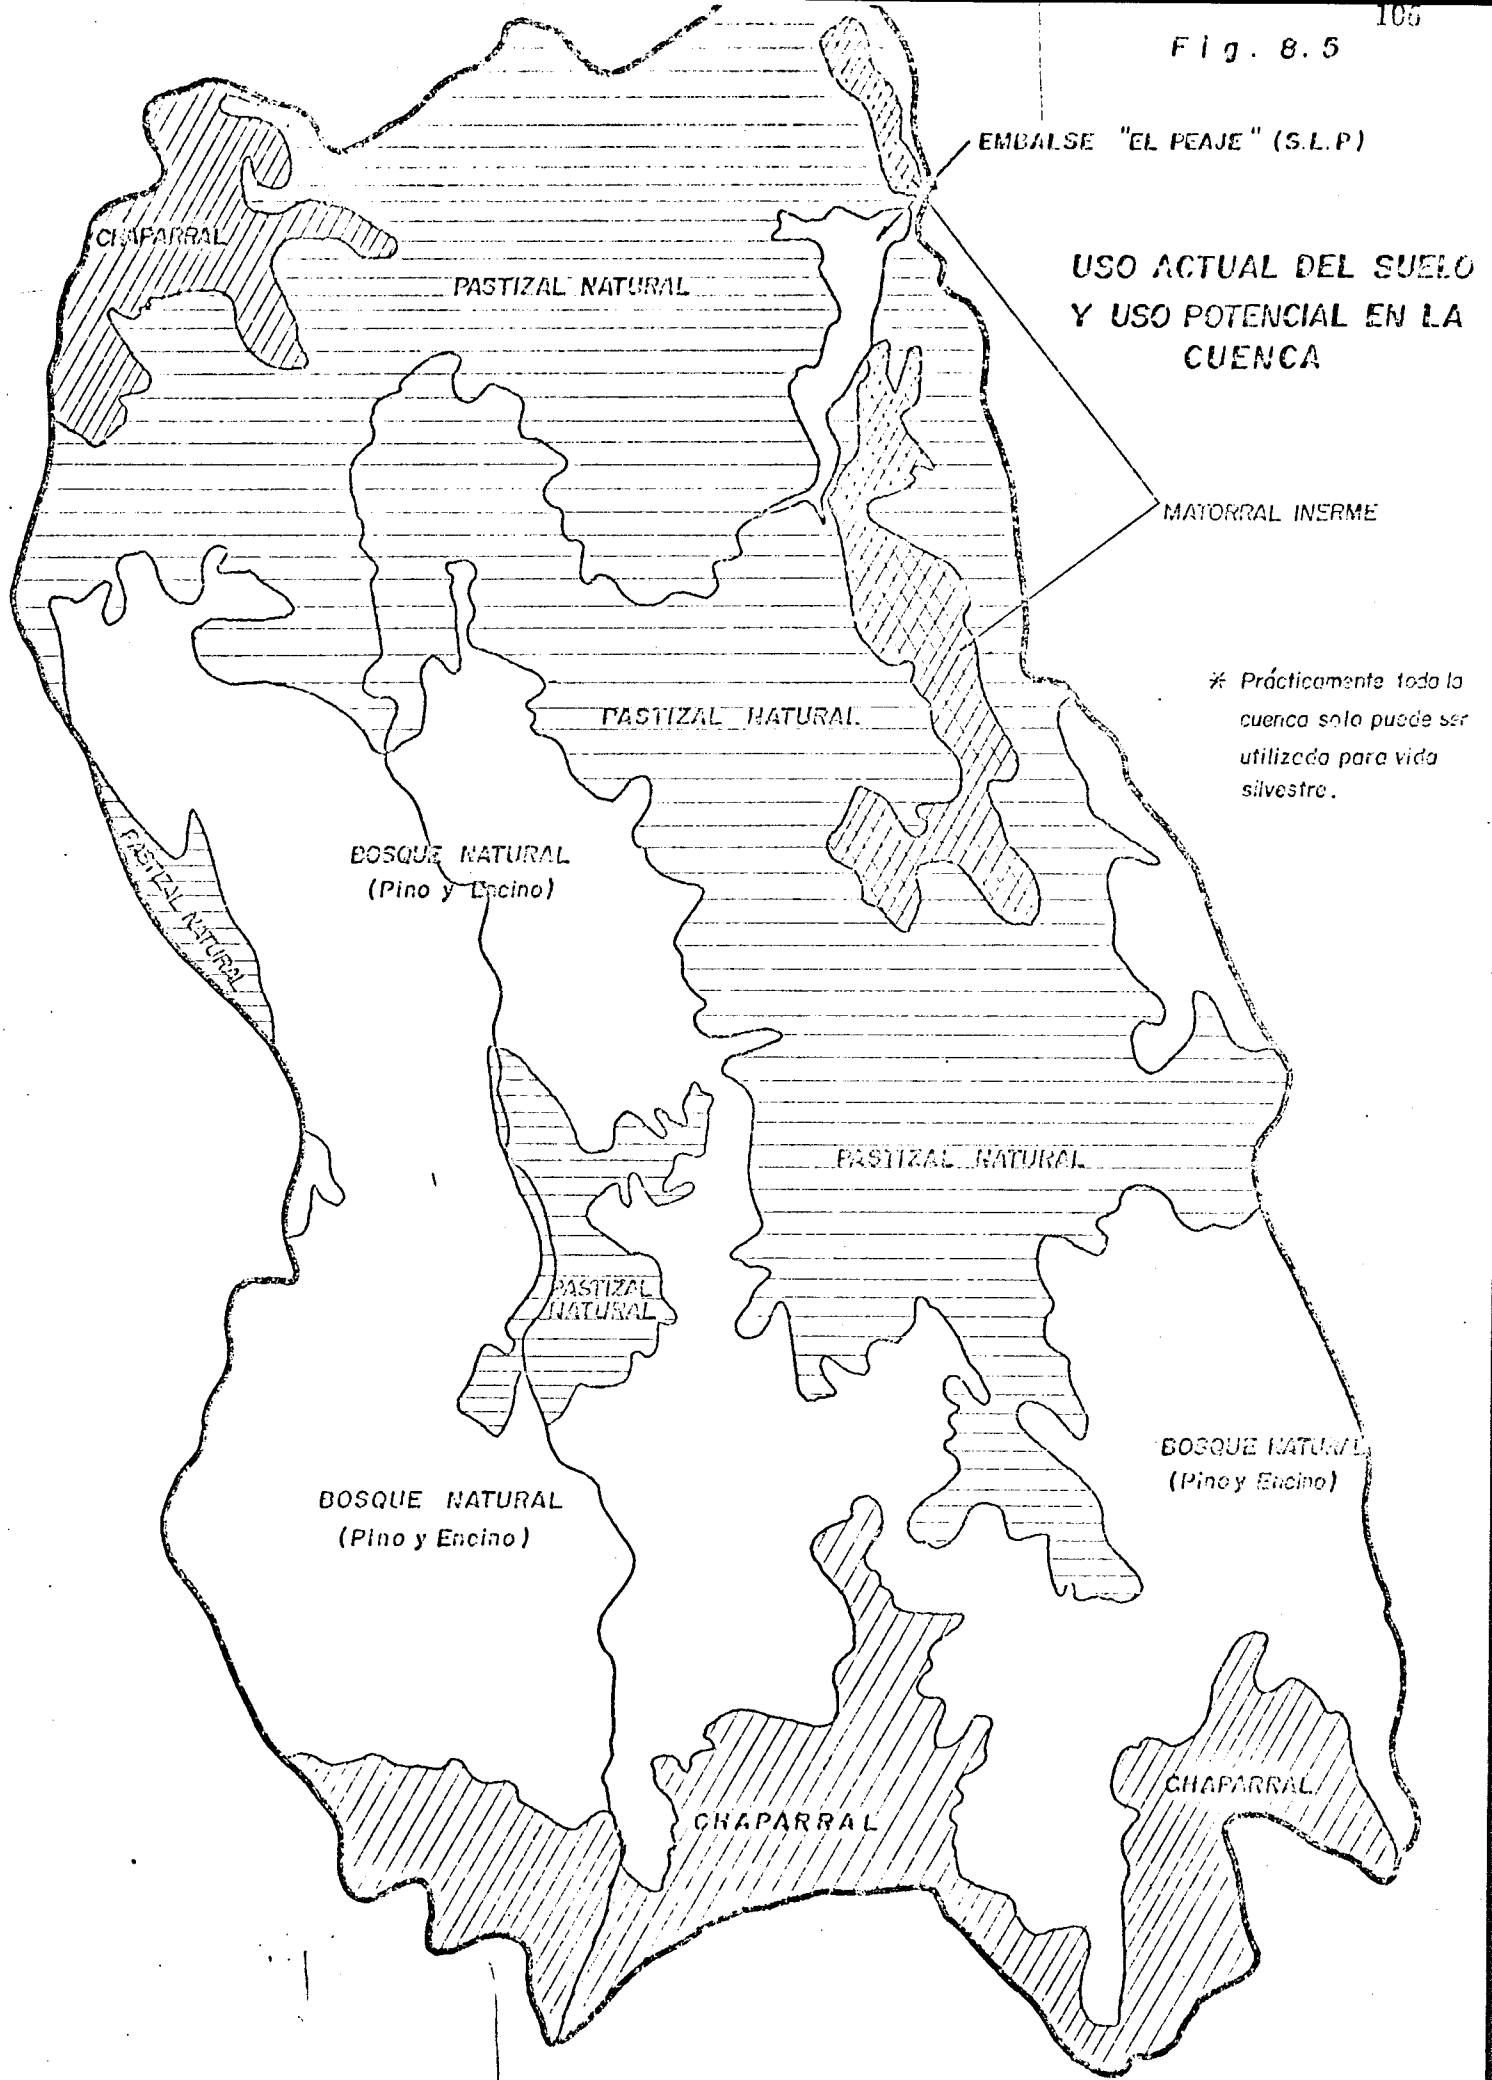 106
Fig. 8.5
EMBALSE "EL PEAJE" (S.L.P)
USO ACTUAL DEL SUELO
Y USO POTENCIAL EN LA
CUENCA
CHAPARRAL
PASTIZAL NATURAL
MATORRAL INERME
* Prácticamente toda la
cuenca solo puede ser
utilizada para vida
silvestre.
PASTIZAL NATURAL
BOSQUE NATURAL
(Pino y Encino)
PASTIZAL NATURAL
PASTIZAL NATURAL
PASTIZAL
NATURAL
BOSQUE NATURAL
(Pino y Encino)
BOSQUE NATURAL
(Pino y Encino)
CHAPARRAL
CHAPARRAL